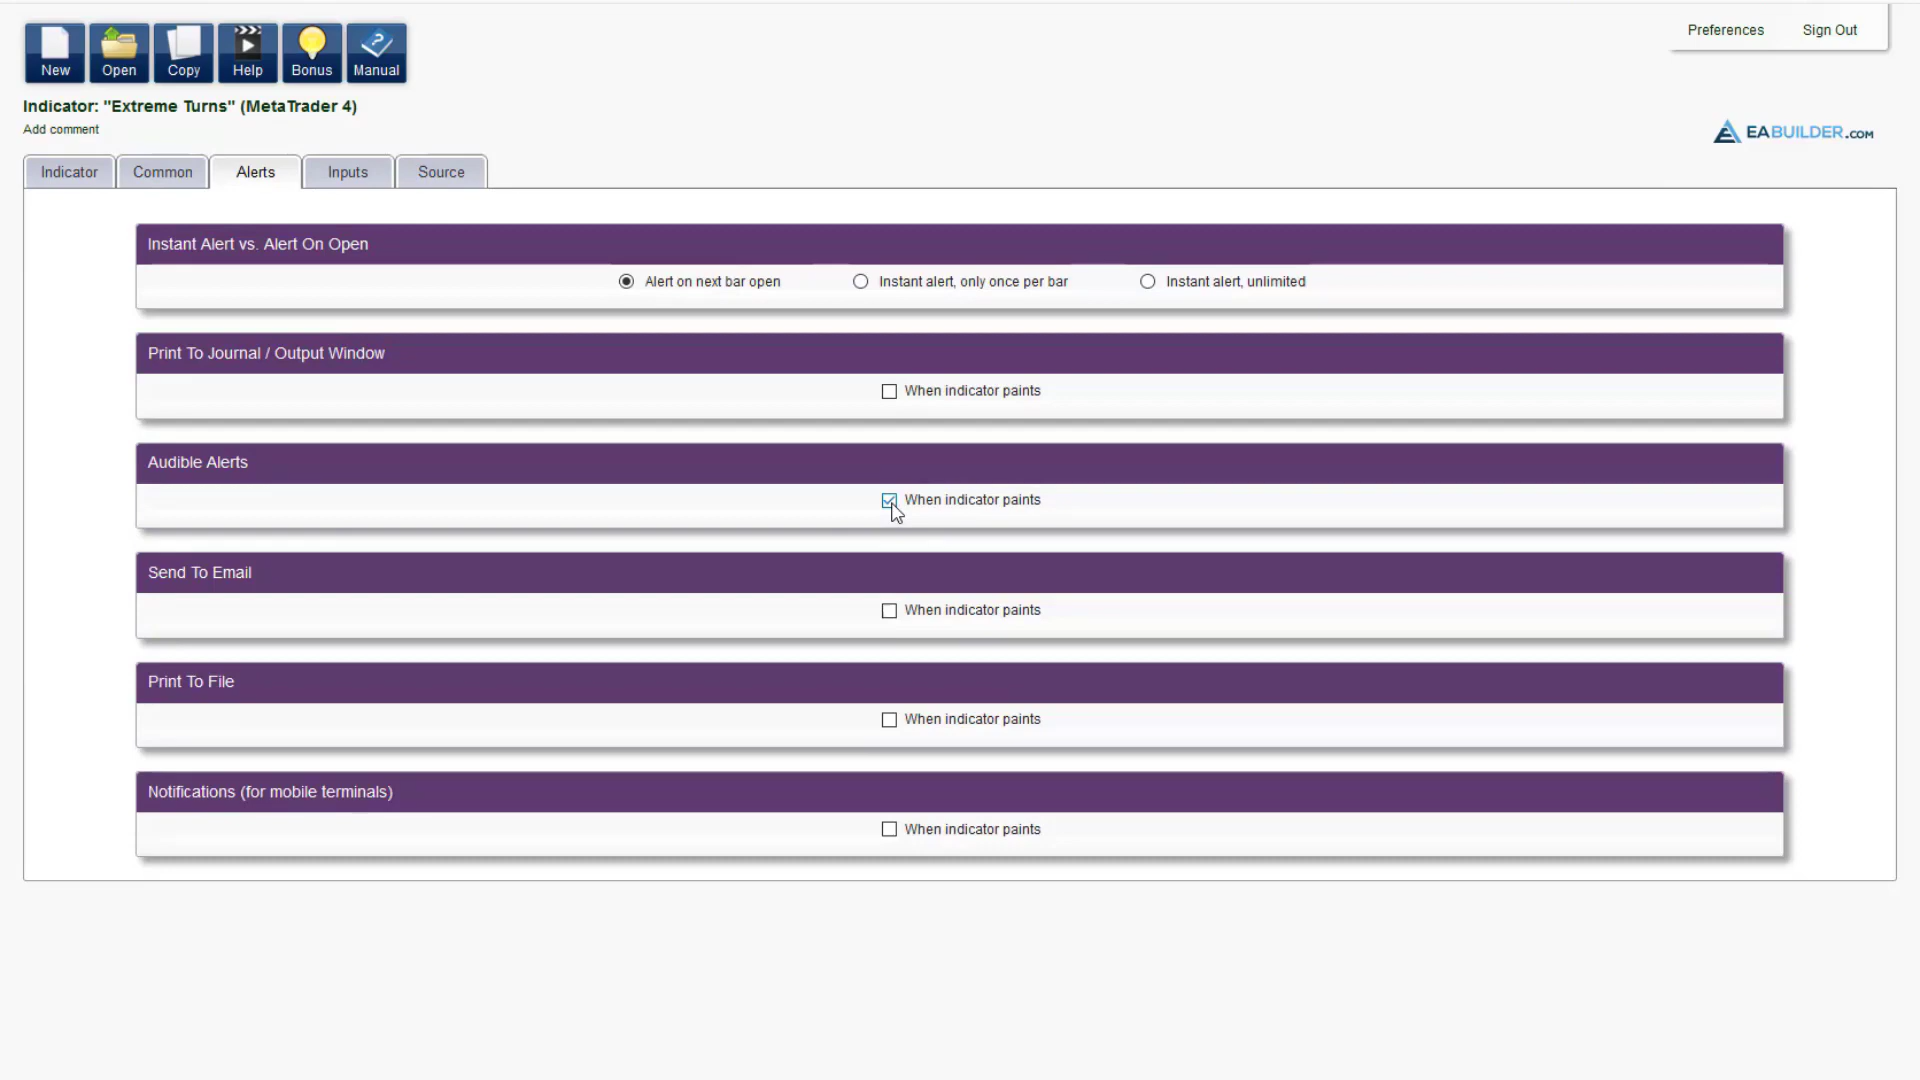 Preferences Sign Out
New Open Copy Help Bonus Manual
Indicator: "Extreme Turns" (MetaTrader 4)
Add comment
EABUILDER.COM
Indicator Common Alerts Inputs Source
Instant Alert vs. Alert On Open
Alert on next bar open Instant alert, only once per bar Instant alert, unlimited
Print To Journal / Output Window
When indicator paints
Audible Alerts
When indicator paints
Send To Email
When indicator paints
Print To File
When indicator paints
Notifications (for mobile terminals)
When indicator paints